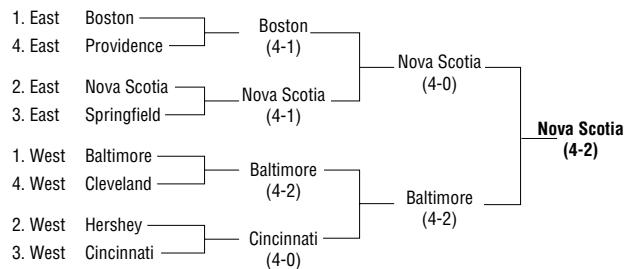 1. East Boston
4. East Providence
Boston
(4-1)
2. East Nova Scotia
3. East Springfield
Nova Scotia
(4-1)
Nova Scotia
(4-0)
1. West Baltimore
4. West Cleveland
Baltimore
(4-2)
2. West Hershey
3. West Cincinnati
Cincinnati
(4-0)
Baltimore
(4-2)
Nova Scotia
(4-2)